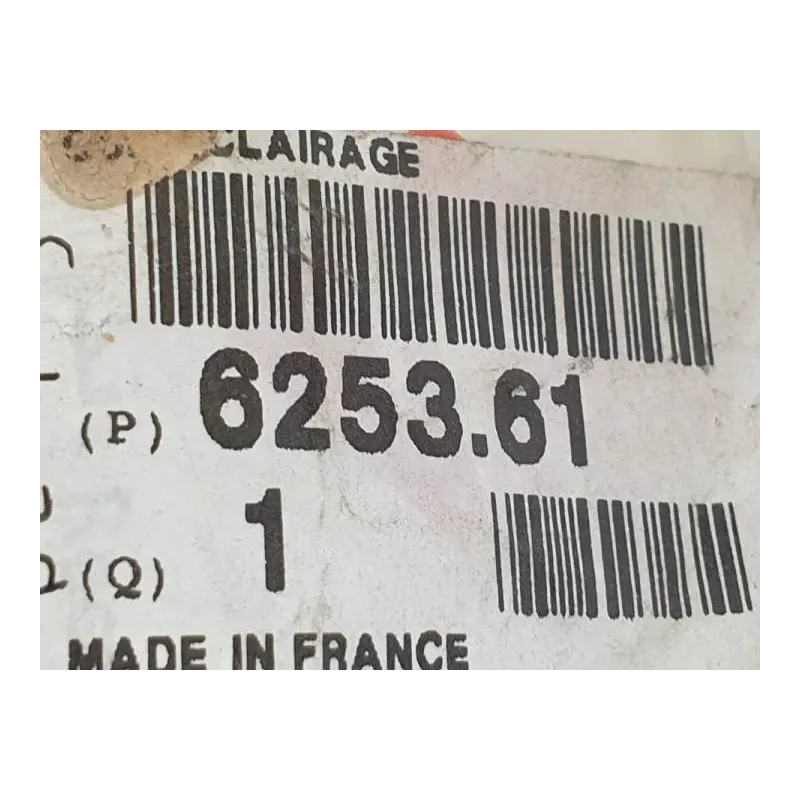 CLAIRAGE
(P) 6253.61
(Q) 1
MADE IN FRANCE